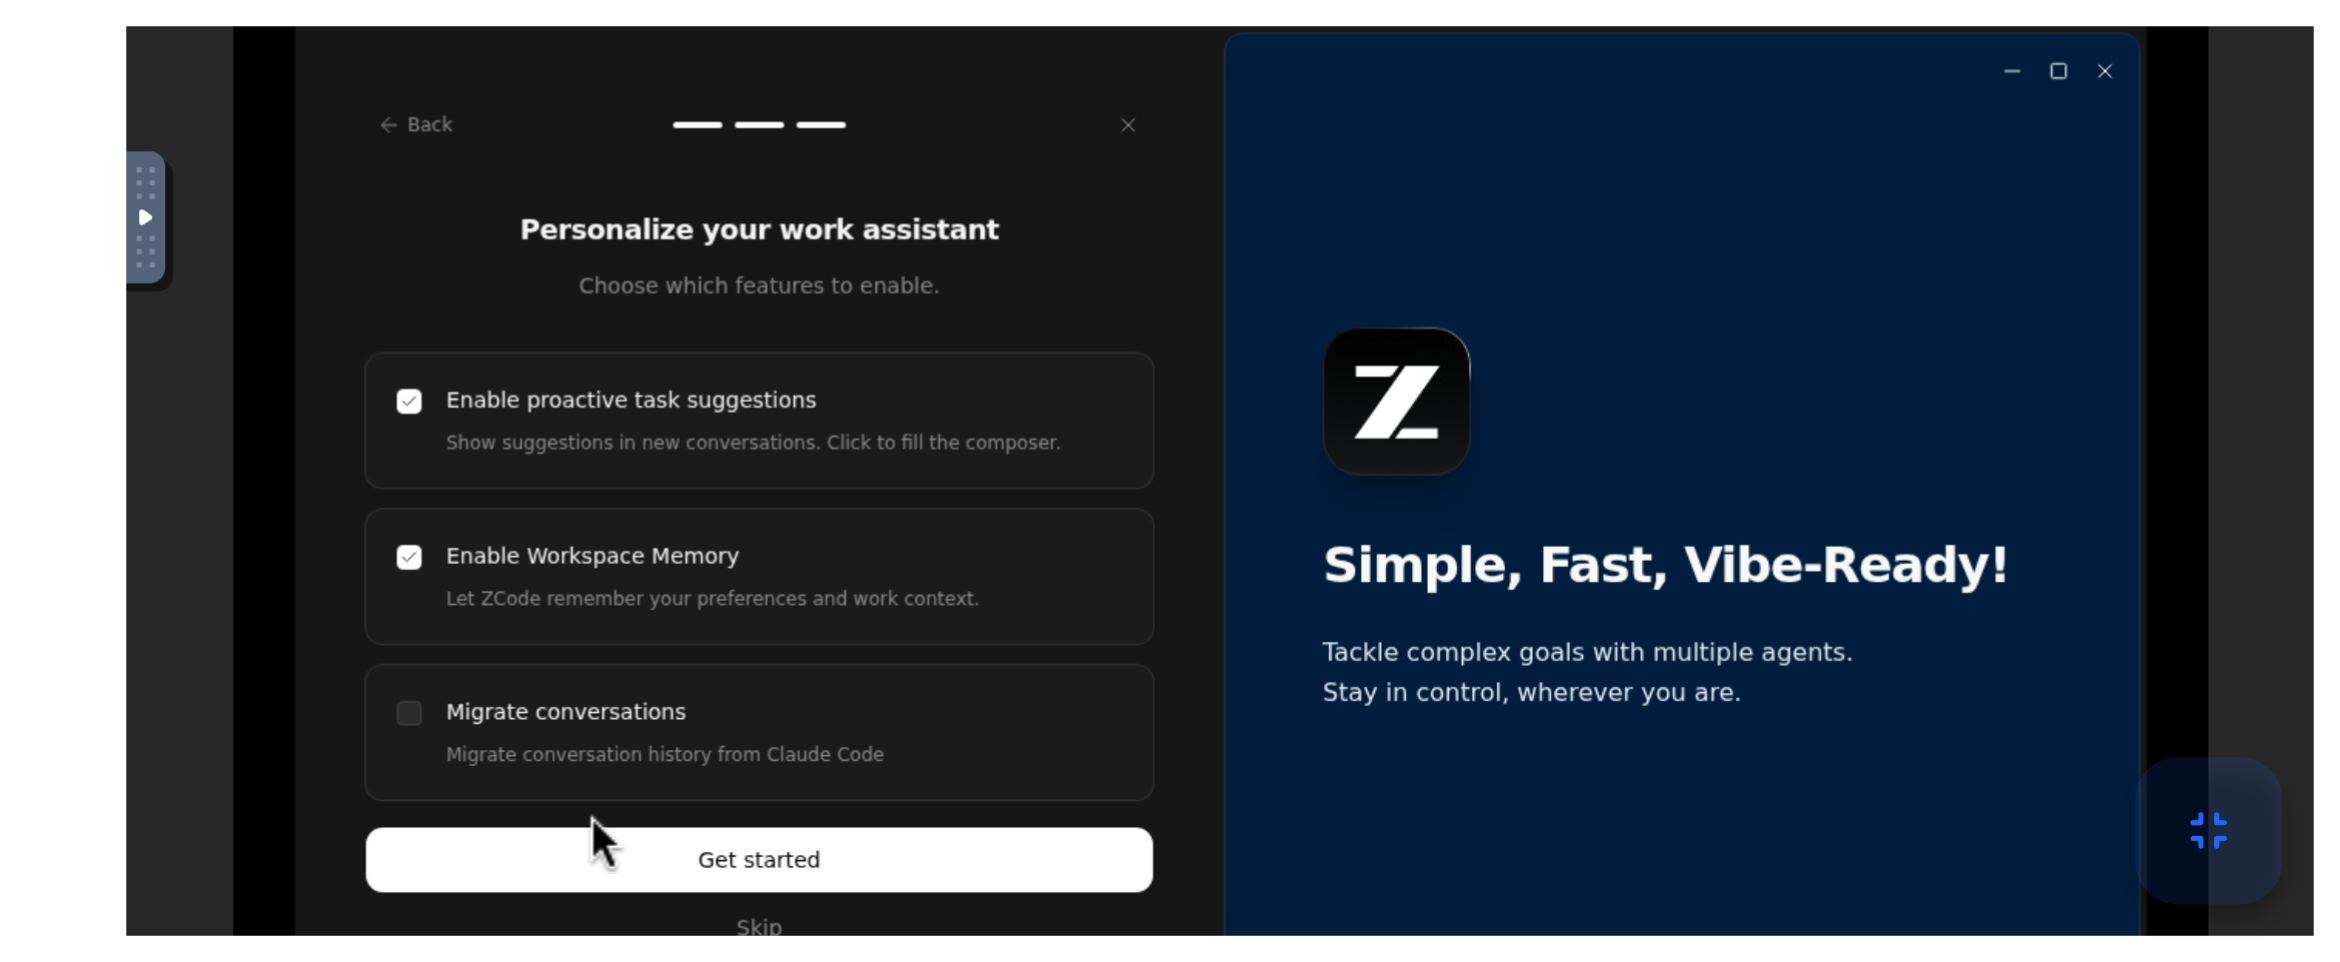 Back
Personalize your work assistant
Choose which features to enable.
Enable proactive task suggestions
Show suggestions in new conversations. Click to fill the composer.
Enable Workspace Memory
Let ZCode remember your preferences and work context.
Migrate conversations
Migrate conversation history from Claude Code
Get started
Skip
Z
Simple, Fast, Vibe-Ready!
Tackle complex goals with multiple agents.
Stay in control, wherever you are.